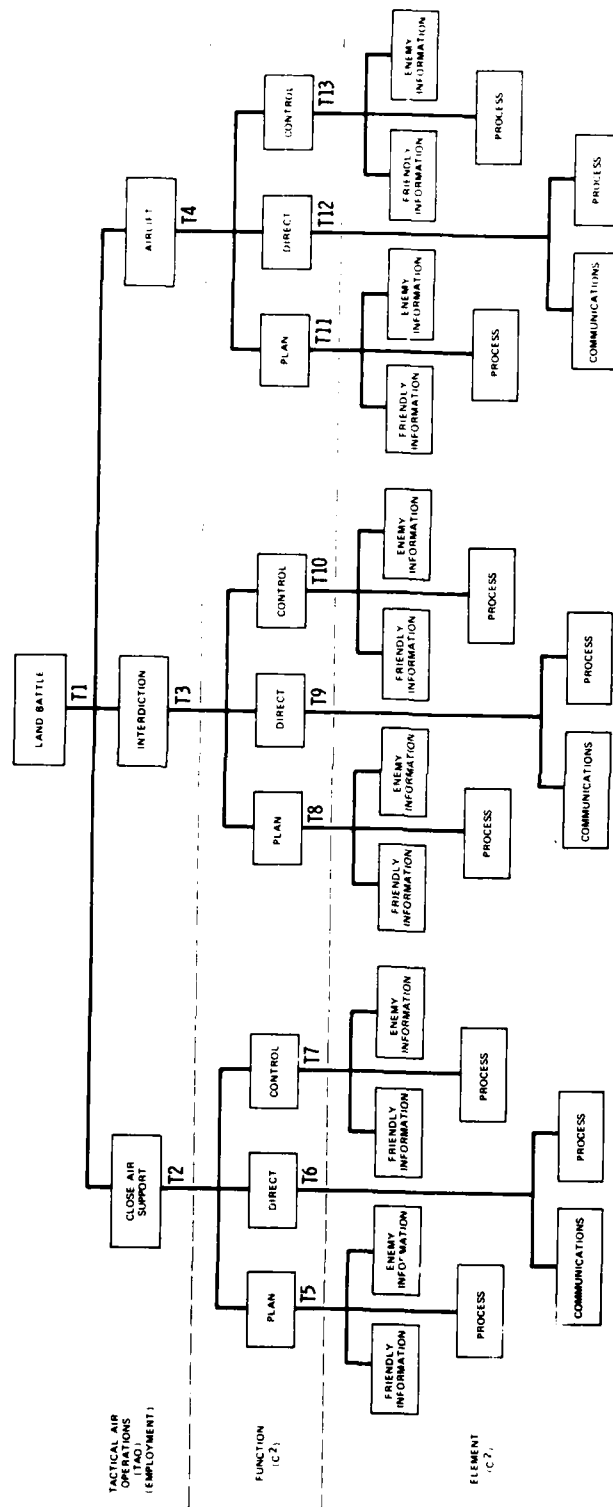 LAND BATTLE
T1
TACTICAL AIR
OPERATIONS
(TAO)
(EMPLOYMENT)
CLOSE AIR
SUPPORT
T2
INTERDICTION
T3
AIRLIFT
T4
FUNCTION
(C²)
PLAN
T5
DIRECT
T6
CONTROL
T7
PLAN
T8
DIRECT
T9
CONTROL
T10
PLAN
T11
DIRECT
T12
CONTROL
T13
ELEMENT
(C²)
FRIENDLY
INFORMATION
ENEMY
INFORMATION
FRIENDLY
INFORMATION
ENEMY
INFORMATION
FRIENDLY
INFORMATION
ENEMY
INFORMATION
FRIENDLY
INFORMATION
ENEMY
INFORMATION
FRIENDLY
INFORMATION
ENEMY
INFORMATION
FRIENDLY
INFORMATION
ENEMY
INFORMATION
PROCESS
PROCESS
PROCESS
PROCESS
PROCESS
PROCESS
COMMUNICATIONS
PROCESS
COMMUNICATIONS
PROCESS
COMMUNICATIONS
PROCESS